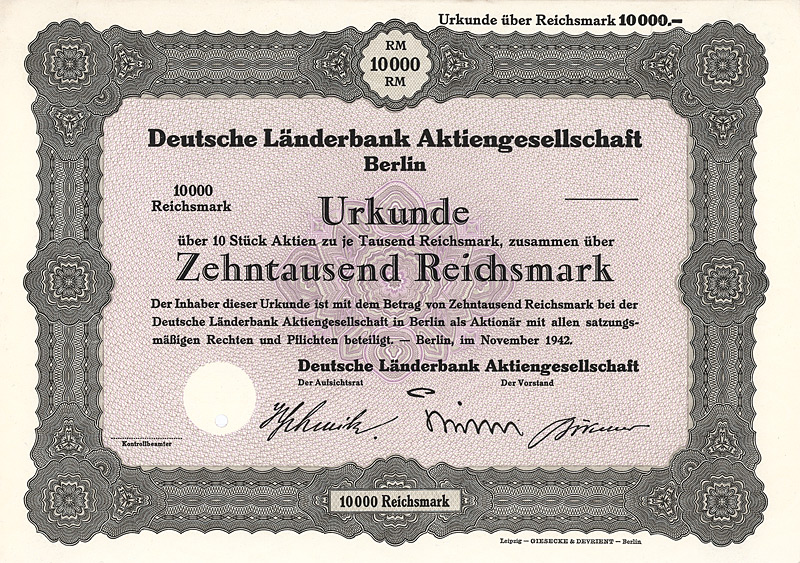 Urkunde über Reichsmark 10000.—
RM
10000
RM
Deutsche Länderbank Aktiengesellschaft
Berlin
10000
Reichsmark
Urkunde
über 10 Stück Aktien zu je Tausend Reichsmark, zusammen über
Zehntausend Reichsmark
Der Inhaber dieser Urkunde ist mit dem Betrag von Zehntausend Reichsmark bei der
Deutsche Länderbank Aktiengesellschaft in Berlin als Aktionär mit allen satzungs-
mäßigen Rechten und Pflichten beteiligt. — Berlin, im November 1942.
Deutsche Länderbank Aktiengesellschaft
Der Aufsichtsrat Der Vorstand
Kontrollbeamter
10000 Reichsmark
Leipzig — GIESECKE & DEVRIENT — Berlin